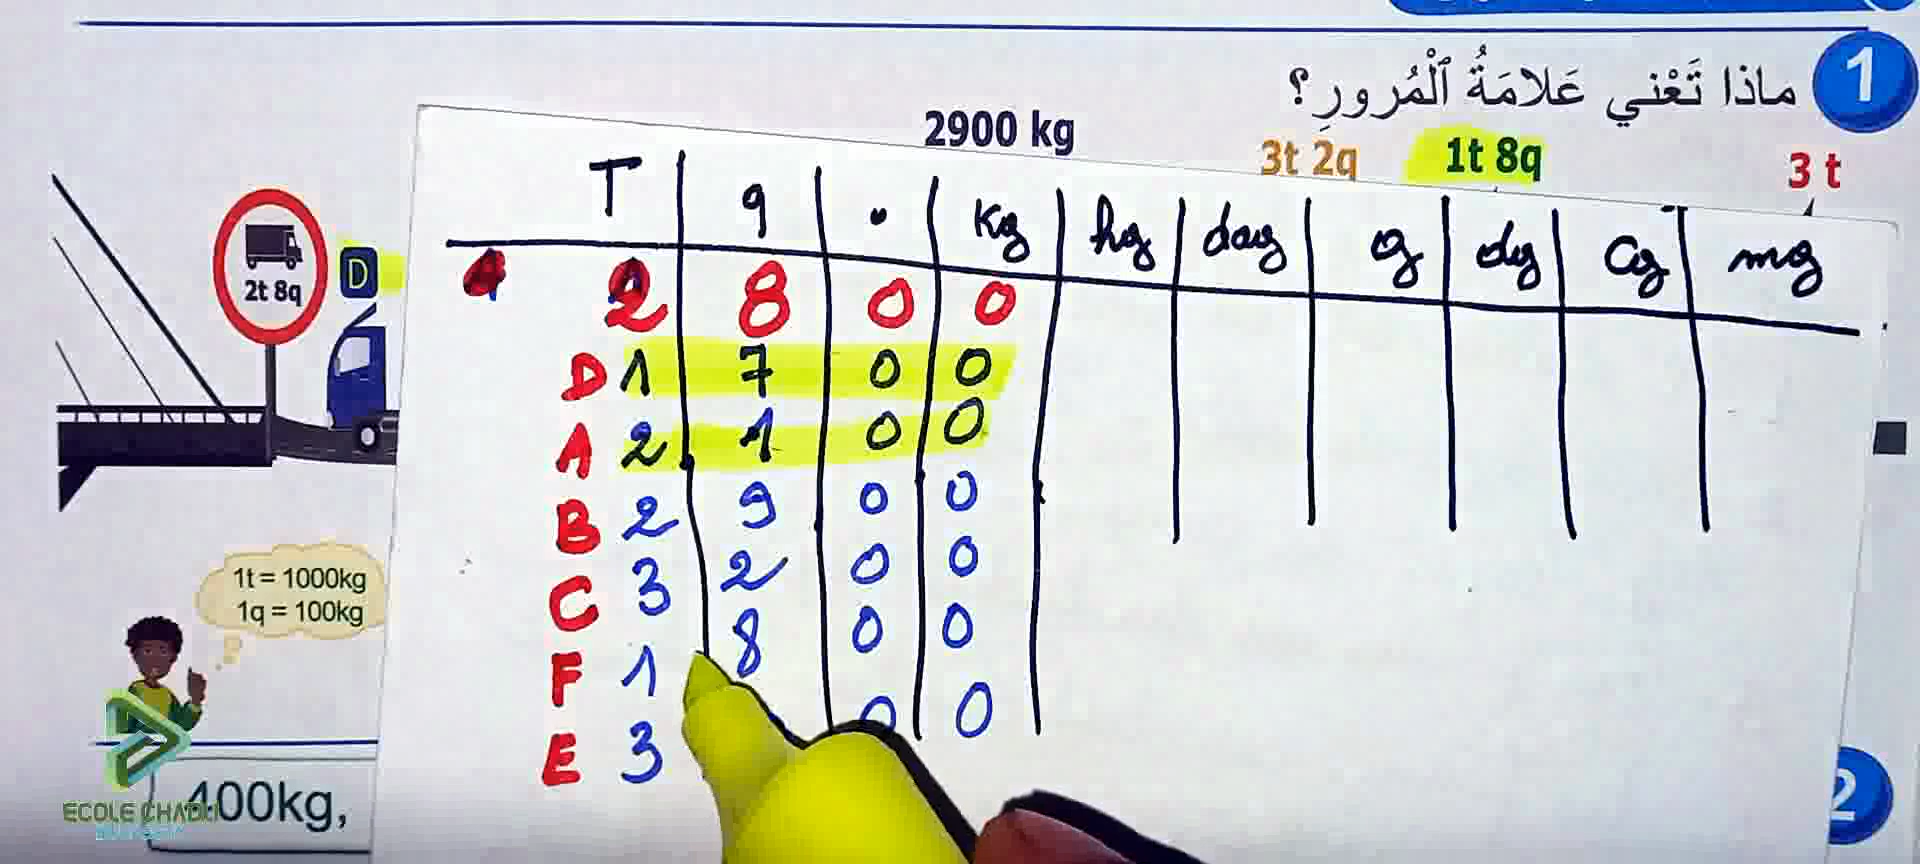 ماذا تَعْني عَلامَةُ ٱلْمُرورِ؟ 1
2900 kg 3t 2q 1t 8q 3 t
2t 8q D
T q . Kg hg dag g dg Cg mg
2 8 0 0
D 1 7 0 0
A 2 1 0 0
B 2 9 0 0
C 3 2 0 0
F 1 8 0 0
E 3 0 0
1t = 1000kg
1q = 100kg
400kg,
2
ECOLE CHADLI